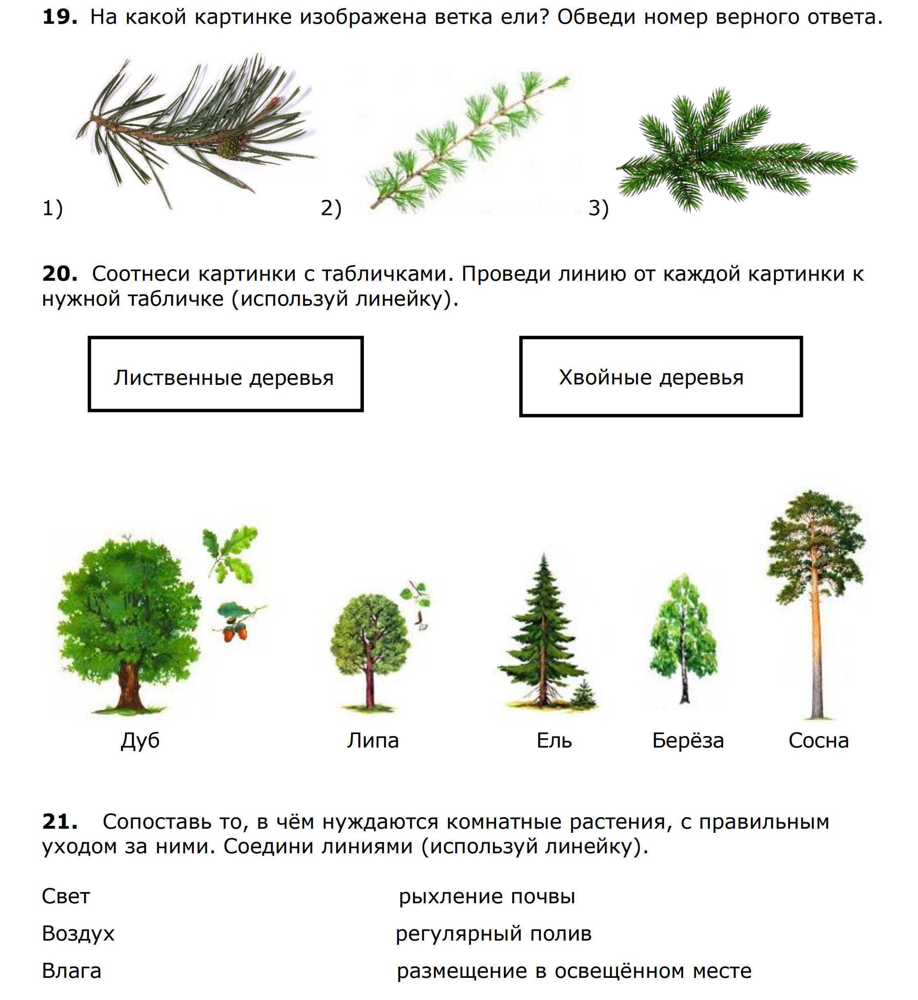 19. На какой картинке изображена ветка ели? Обведи номер верного ответа.
1) 2) 3)
20. Соотнеси картинки с табличками. Проведи линию от каждой картинки к
нужной табличке (используй линейку).
Лиственные деревья
Хвойные деревья
Дуб Липа Ель Берёза Сосна
21. Сопоставь то, в чём нуждаются комнатные растения, с правильным
уходом за ними. Соедини линиями (используй линейку).
Свет рыхление почвы
Воздух регулярный полив
Влага размещение в освещённом месте